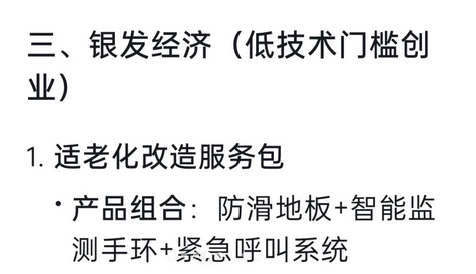 三、银发经济（低技术门槛创
业）
1. 适老化改造服务包
• 产品组合：防滑地板+智能监
测手环+紧急呼叫系统